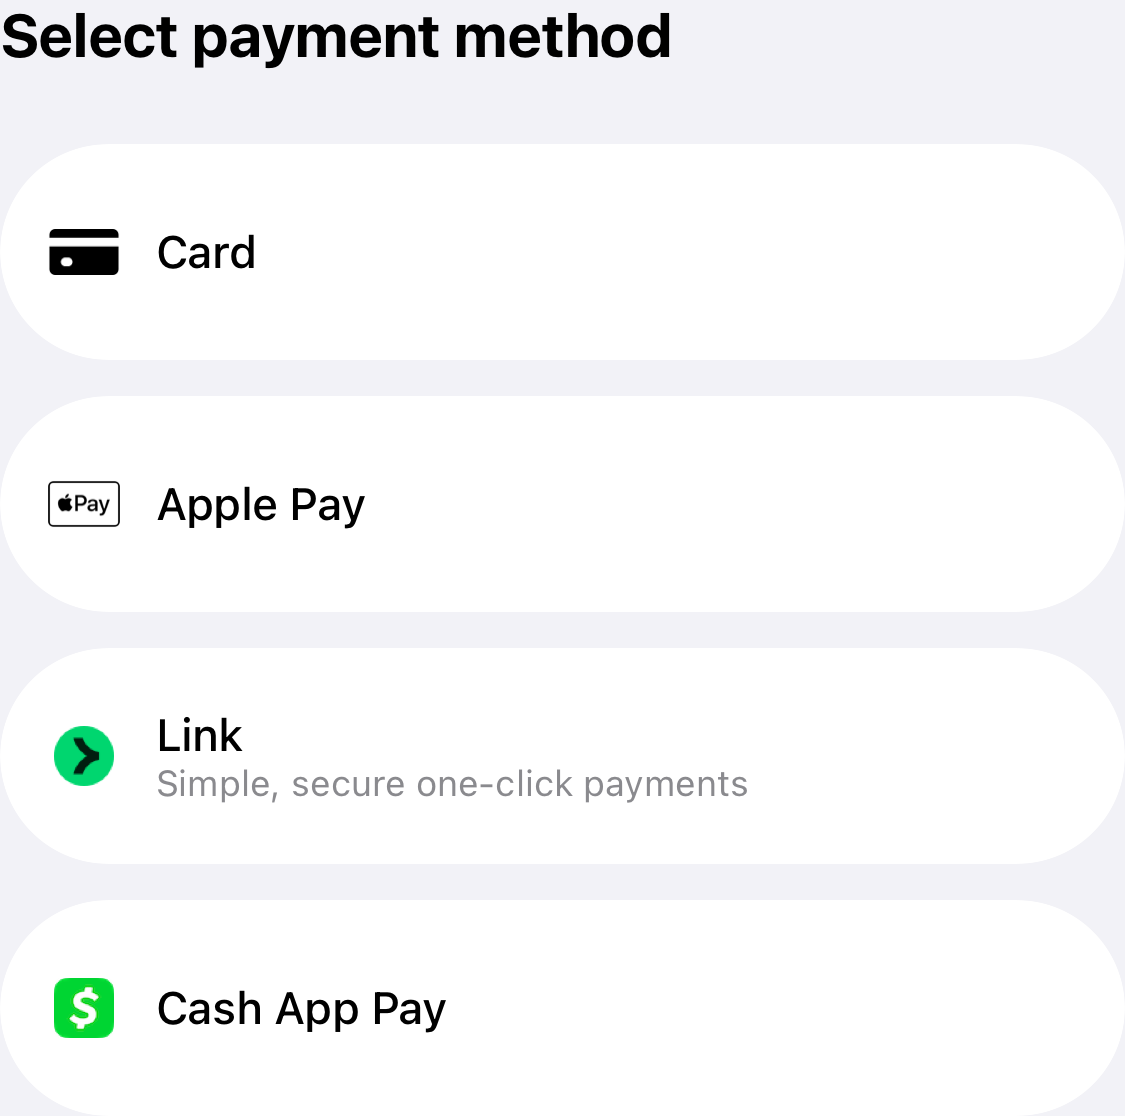 Select payment method
Card
Pay
Apple Pay
Link
Simple, secure one-click payments
$
Cash App Pay